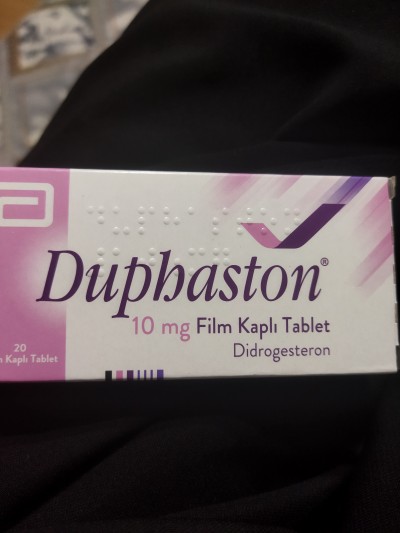 Duphaston®
10 mg Film Kaplı Tablet
Didrogesteron
20
Kaplı Tablet